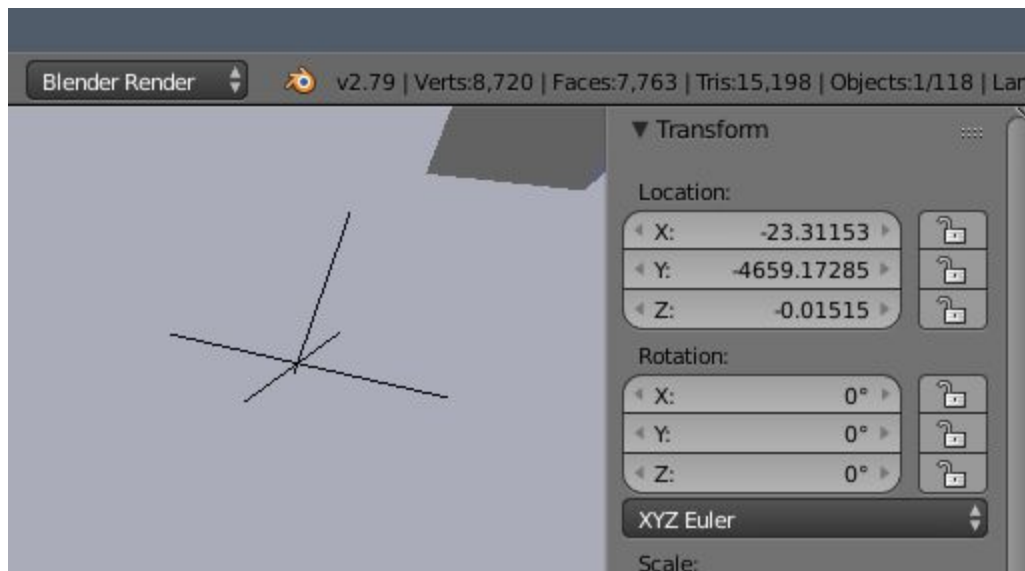 Blender Render v2.79 | Verts:8,720 | Faces:7,763 | Tris:15,198 | Objects:1/118 |
Transform
Location:
X: -23.31153
Y: -4659.17285
Z: -0.01515
Rotation:
X: 0°
Y: 0°
Z: 0°
XYZ Euler
Scale: